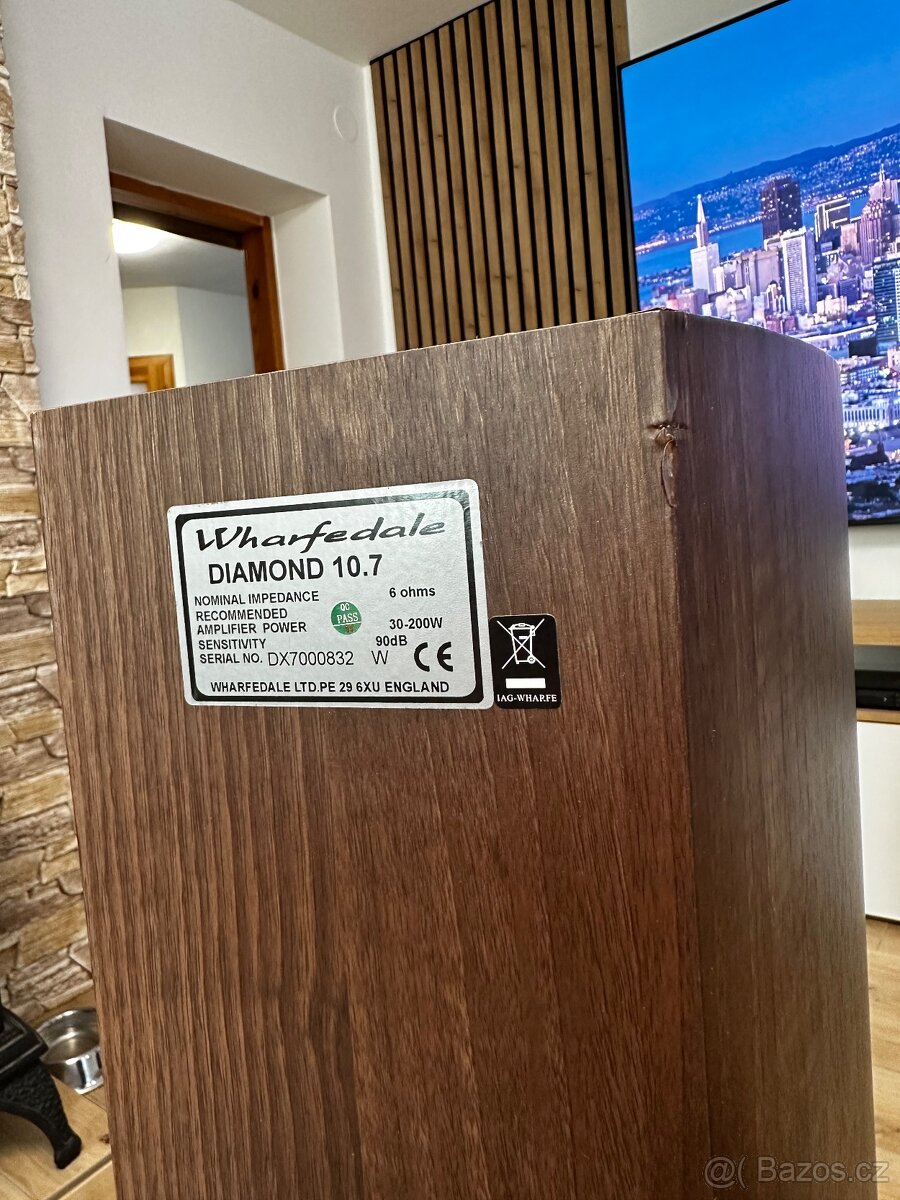 Wharfedale
DIAMOND 10.7
NOMINAL IMPEDANCE 6 ohms
RECOMMENDED
AMPLIFIER POWER 30-200W
QC
PASS
SENSITIVITY 90dB
SERIAL NO. DX7000832 W CE
WHARFEDALE LTD.PE 29 6XU ENGLAND
IAG-WHARFE
@( Bazos.cz